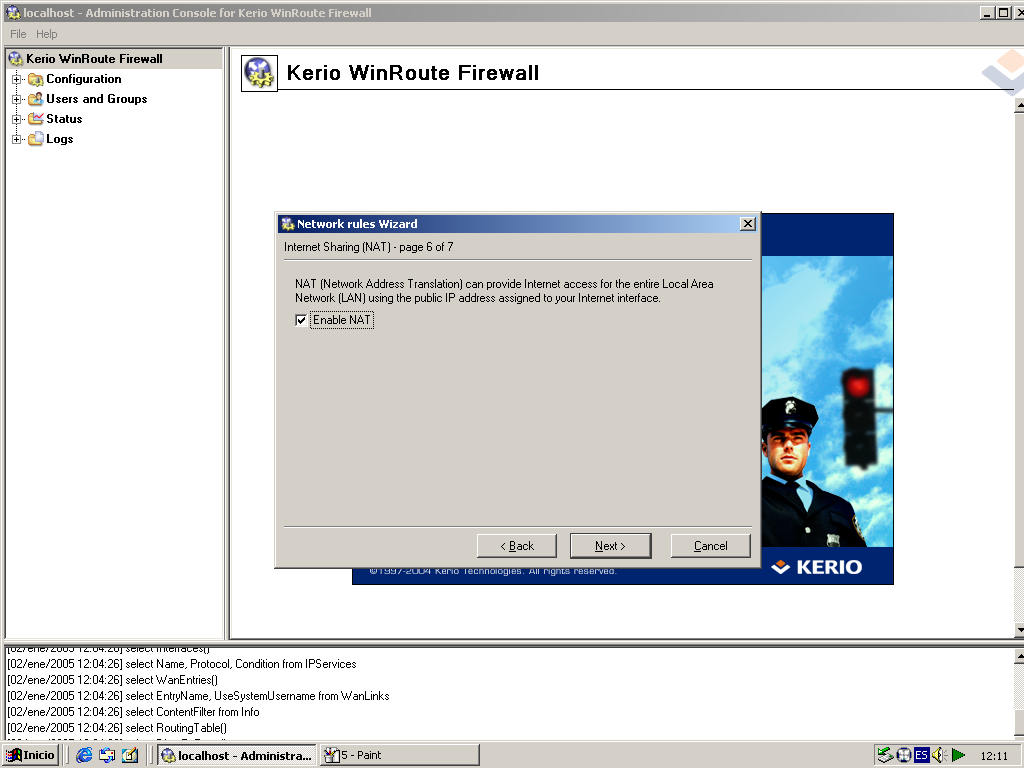 localhost - Administration Console for Kerio WinRoute Firewall
File Help
Kerio WinRoute Firewall
Configuration
Users and Groups
Status
Logs
Kerio WinRoute Firewall
Network rules Wizard
Internet Sharing (NAT) - page 6 of 7
NAT (Network Address Translation) can provide Internet access for the entire Local Area
Network (LAN) using the public IP address assigned to your Internet interface.
Enable NAT
< Back Next > Cancel
©1997-2004 Kerio Technologies. All rights reserved.
KERIO
[02/ene/2005 12:04:26] select Interfaces()
[02/ene/2005 12:04:26] select Name, Protocol, Condition from IPServices
[02/ene/2005 12:04:26] select WanEntries()
[02/ene/2005 12:04:26] select EntryName, UseSystemUsername from WanLinks
[02/ene/2005 12:04:26] select ContentFilter from Info
[02/ene/2005 12:04:26] select RoutingTable()
Inicio localhost - Administra... 5 - Paint ES 12:11